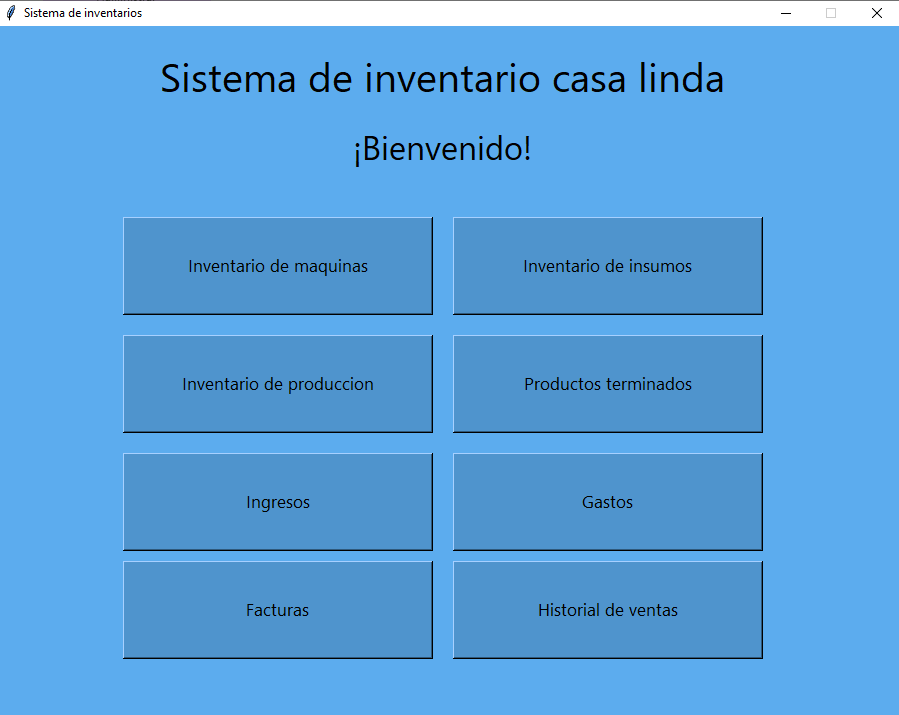 Sistema de inventarios
Sistema de inventario casa linda
¡Bienvenido!
Inventario de maquinas
Inventario de insumos
Inventario de produccion
Productos terminados
Ingresos
Gastos
Facturas
Historial de ventas